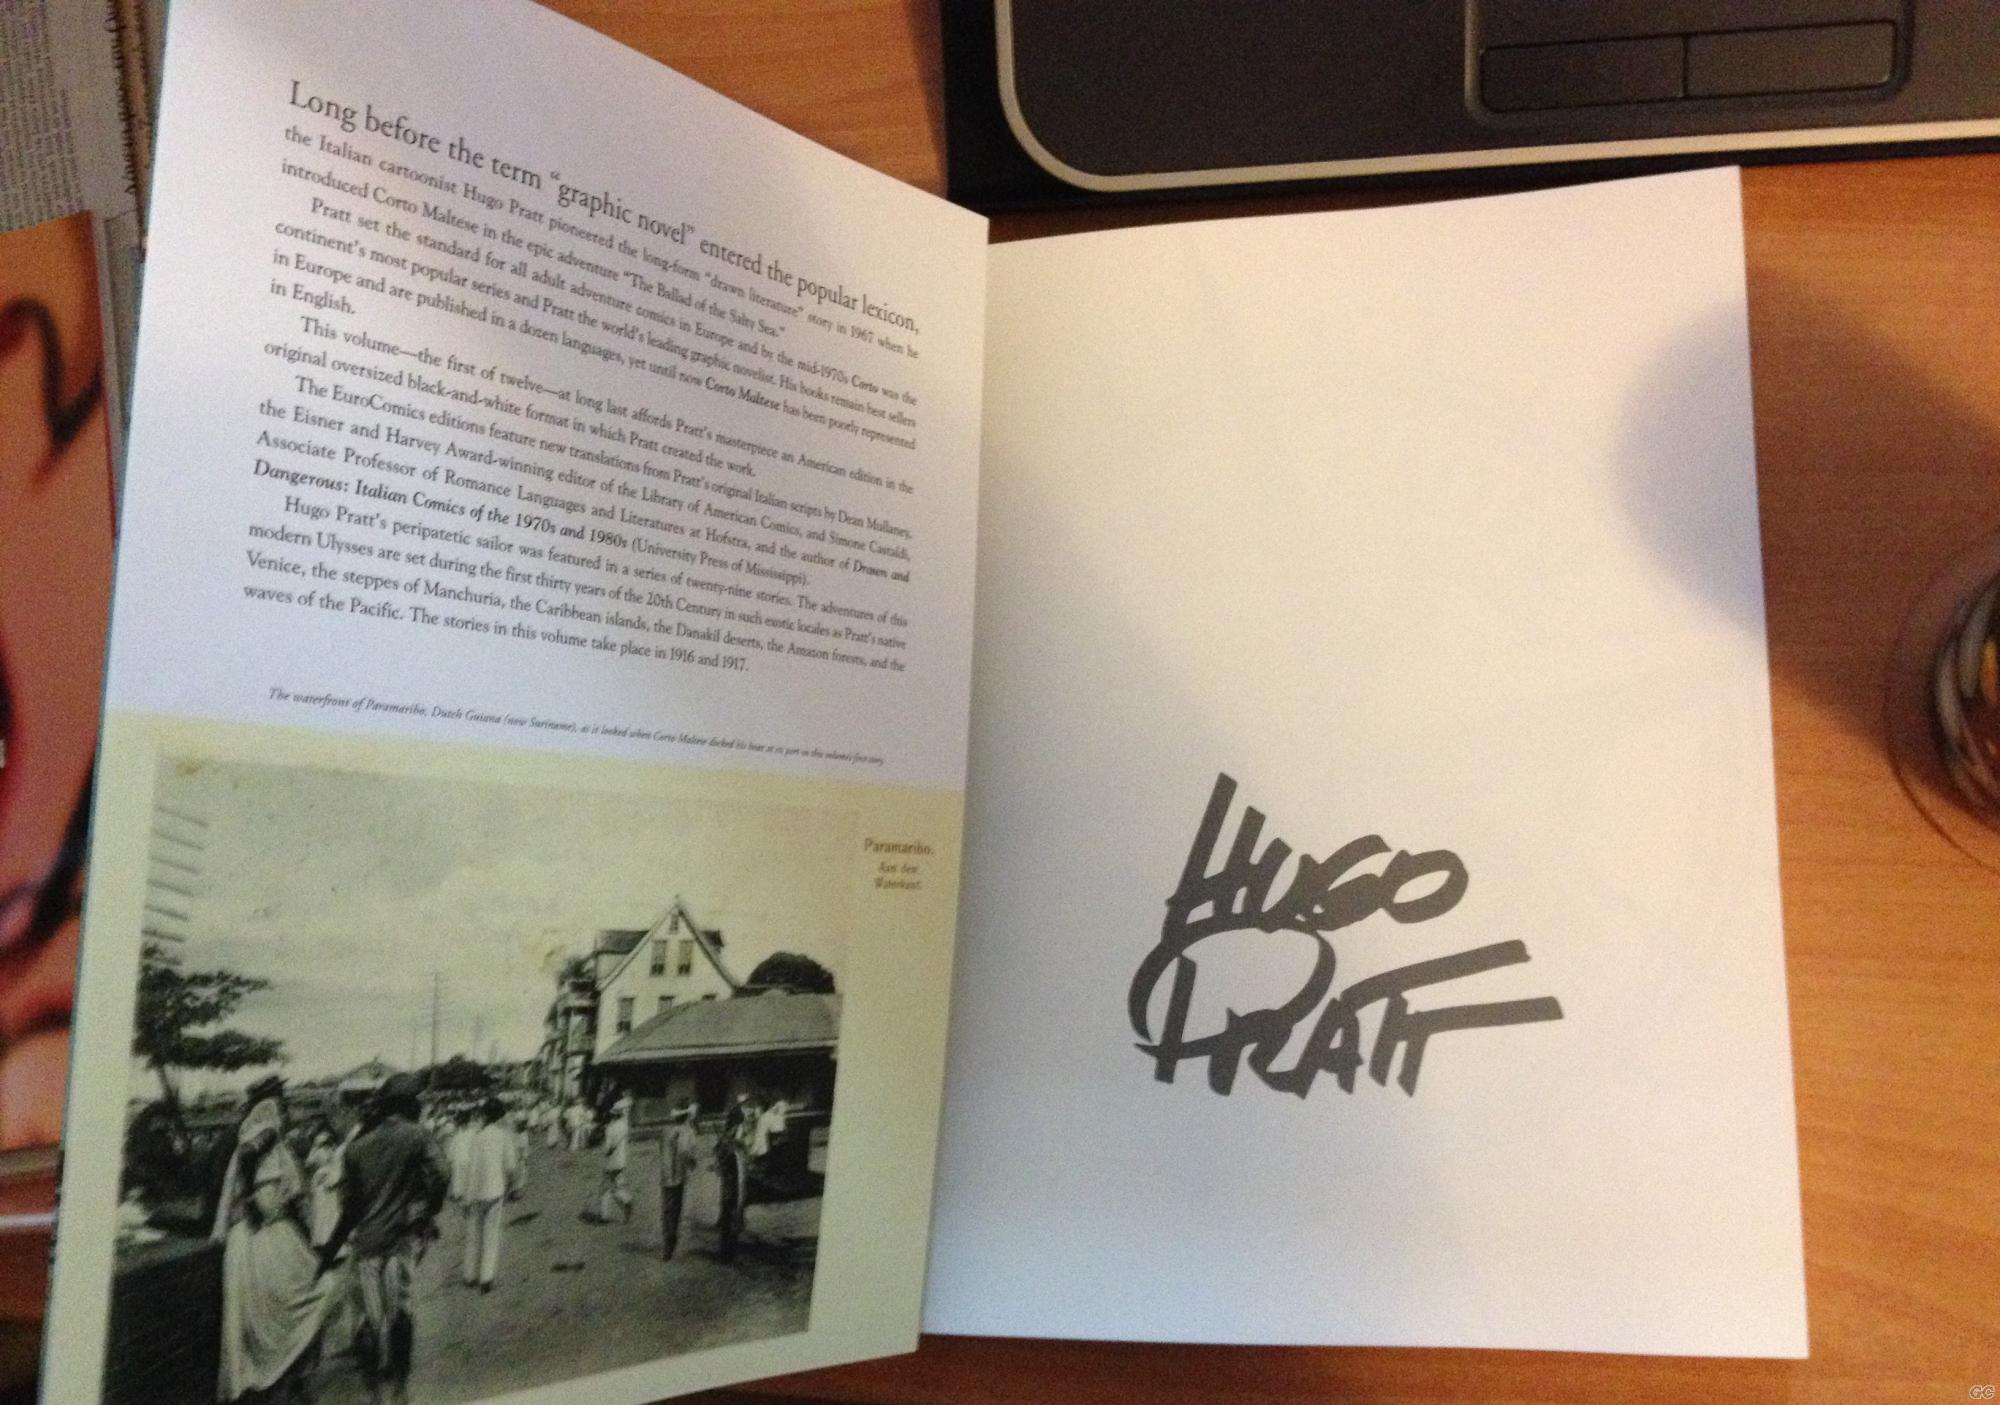 Long before the term “graphic novel” entered the popular lexicon,
the Italian cartoonist Hugo Pratt pioneered the long-form “drawn literature” story in 1967 when he
introduced Corto Maltese in the epic adventure “The Ballad of the Salty Sea.”
Pratt set the standard for all adult adventure comics in Europe and by the mid-1970s Corto was the
continent’s most popular series and Pratt the world’s leading graphic novelist. His books remain best sellers
in Europe and are published in a dozen languages, yet until now Corto Maltese has been poorly represented
in English.
This volume—the first of twelve—at long last affords Pratt’s masterpiece an American edition in the
original oversized black-and-white format in which Pratt created the work.
The EuroComics editions feature new translations from Pratt’s original Italian scripts by Dean Mullaney,
the Eisner and Harvey Award-winning editor of the Library of American Comics, and Simone Castaldi,
Associate Professor of Romance Languages and Literatures at Hofstra, and the author of Drawn and
Dangerous: Italian Comics of the 1970s and 1980s (University Press of Mississippi).
Hugo Pratt’s peripatetic sailor was featured in a series of twenty-nine stories. The adventures of this
modern Ulysses are set during the first thirty years of the 20th Century in such exotic locales as Pratt’s native
Venice, the steppes of Manchuria, the Caribbean islands, the Danakil deserts, the Amazon forests, and the
waves of the Pacific. The stories in this volume take place in 1916 and 1917.
The waterfront of Paramaribo, Dutch Guiana (now Suriname), as it looked when Corto Maltese docked his boat at its port in this volume’s first story.
Paramaribo.
Aan den
Waterkant.
HUGO
PRATT
GC